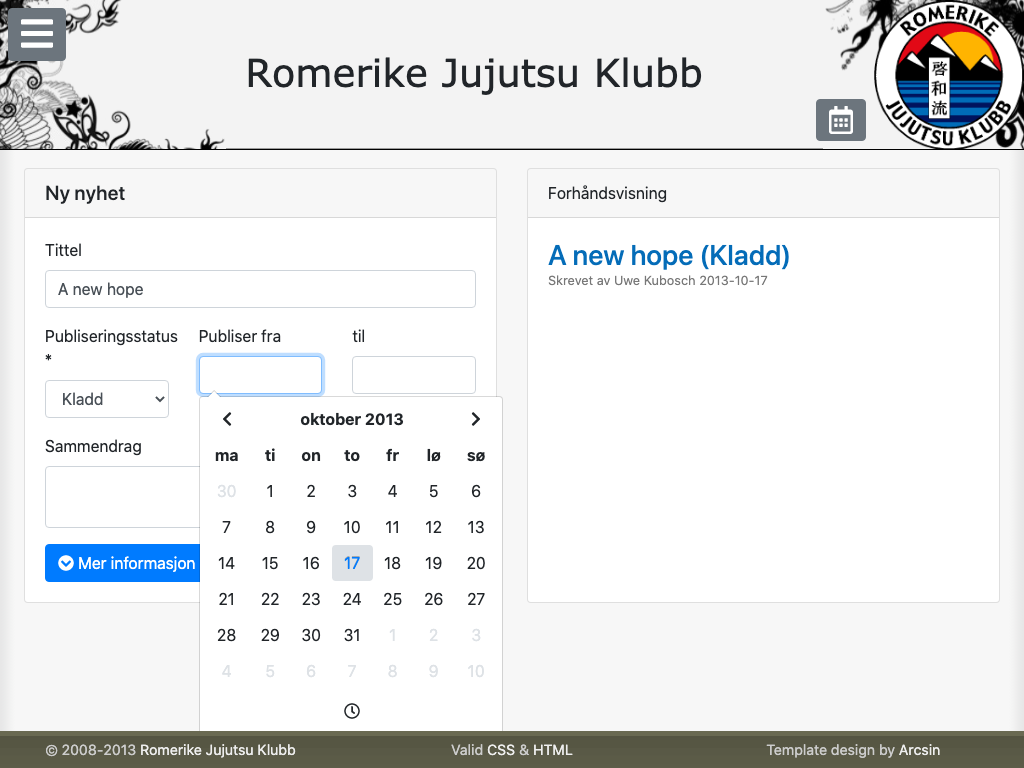 Romerike Jujutsu Klubb
ROMERIKE
啓和流
JUJUTSU KLUBB
Ny nyhet
Tittel
A new hope
Publiseringsstatus
*
Publiser fra
til
Kladd
Sammendrag
Mer informasjon
oktober 2013
ma ti on to fr lø sø
30 1 2 3 4 5 6
7 8 9 10 11 12 13
14 15 16 17 18 19 20
21 22 23 24 25 26 27
28 29 30 31 1 2 3
4 5 6 7 8 9 10
Forhåndsvisning
A new hope (Kladd)
Skrevet av Uwe Kubosch 2013-10-17
© 2008-2013 Romerike Jujutsu Klubb
Valid CSS & HTML
Template design by Arcsin